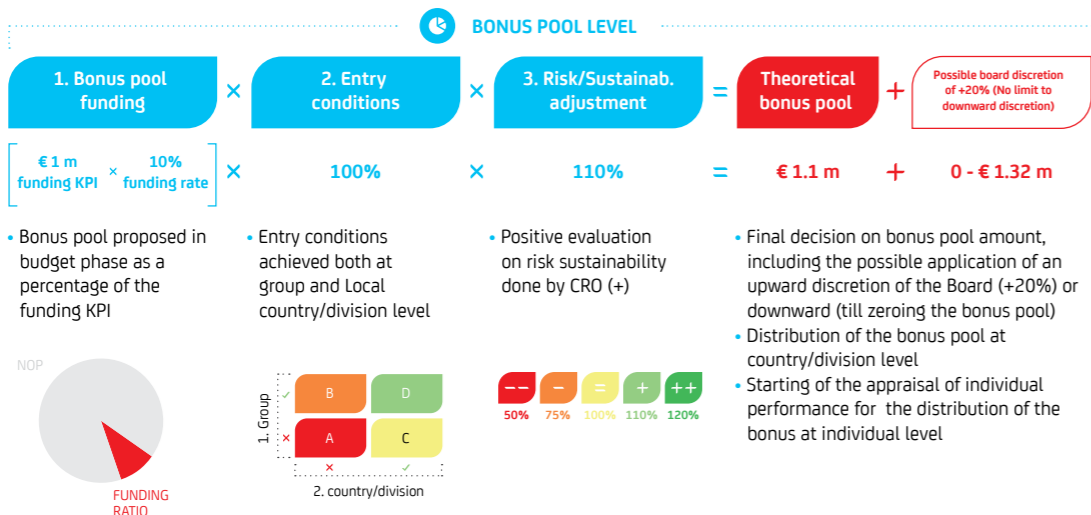 BONUS POOL LEVEL
1. Bonus pool
funding
×
2. Entry
conditions
×
3. Risk/Sustainab.
adjustment
=
Theoretical
bonus pool
+
Possible board discretion
of +20% (No limit to
downward discretion)
€ 1 m
funding KPI
×
10%
funding rate
×
100%
×
110%
=
€ 1.1 m
+
0 - € 1.32 m
• Bonus pool proposed in
budget phase as a
percentage of the
funding KPI
• Entry conditions
achieved both at
group and Local
country/division level
• Positive evaluation
on risk sustainability
done by CRO (+)
• Final decision on bonus pool amount,
including the possible application of an
upward discretion of the Board (+20%) or
downward (till zeroing the bonus pool)
• Distribution of the bonus pool at
country/division level
• Starting of the appraisal of individual
performance for the distribution of the
bonus at individual level
NOP
FUNDING
RATIO
1. Group
✓
×
B
D
A
C
×
✓
2. country/division
--
-
=
+
++
50%
75%
100%
110%
120%